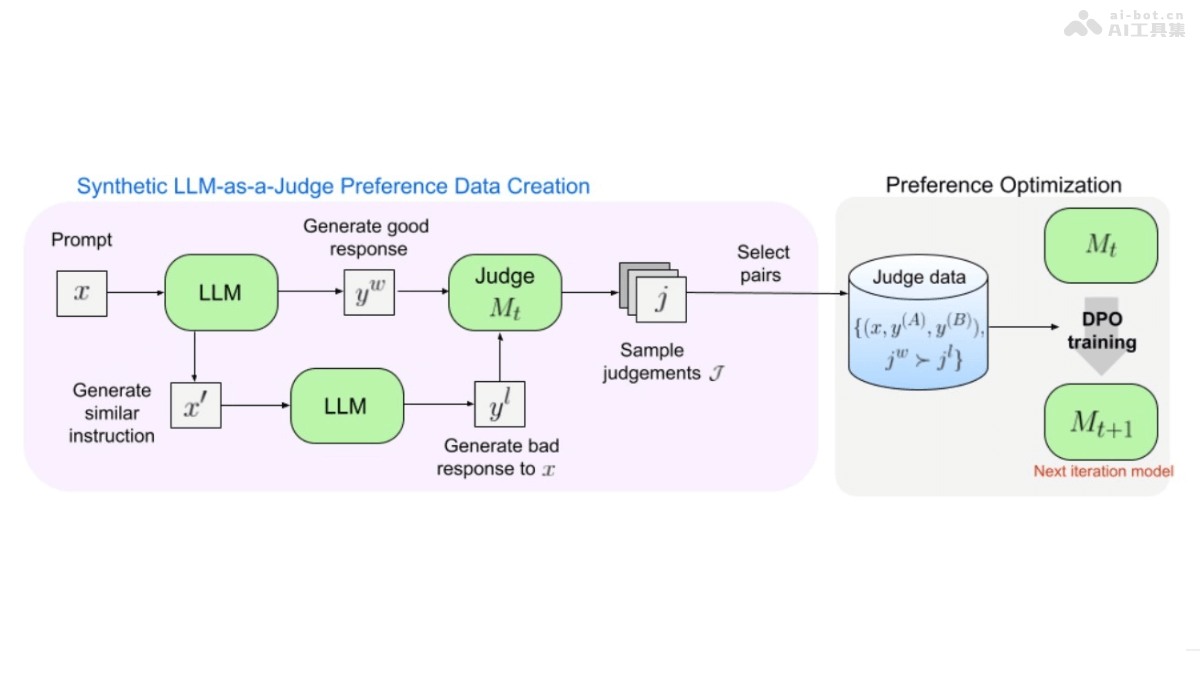 ai-bot.cn
AI工具集
Synthetic LLM-as-a-Judge Preference Data Creation
Preference Optimization
Prompt
x
LLM
Generate good
response
y^w
Judge
M_t
j
Select
pairs
Sample
judgements 𝒥
Generate
similar
instruction
x′
LLM
y^l
Generate bad
response to x
Judge data
{(x, y^(A), y^(B)),
j^w ≻ j^l}
M_t
DPO
training
M_{t+1}
Next iteration model